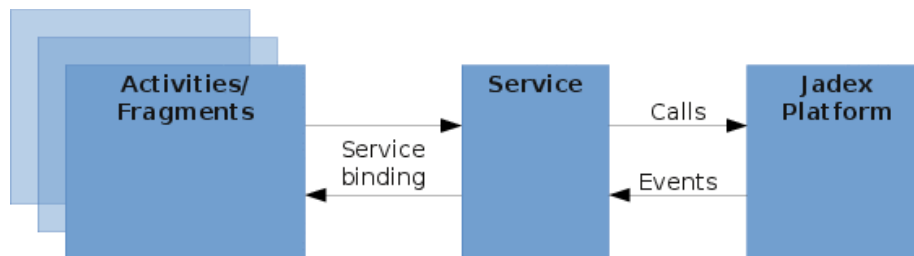 Activities/
Fragments
Service
binding
Service
Calls
Events
Jadex
Platform